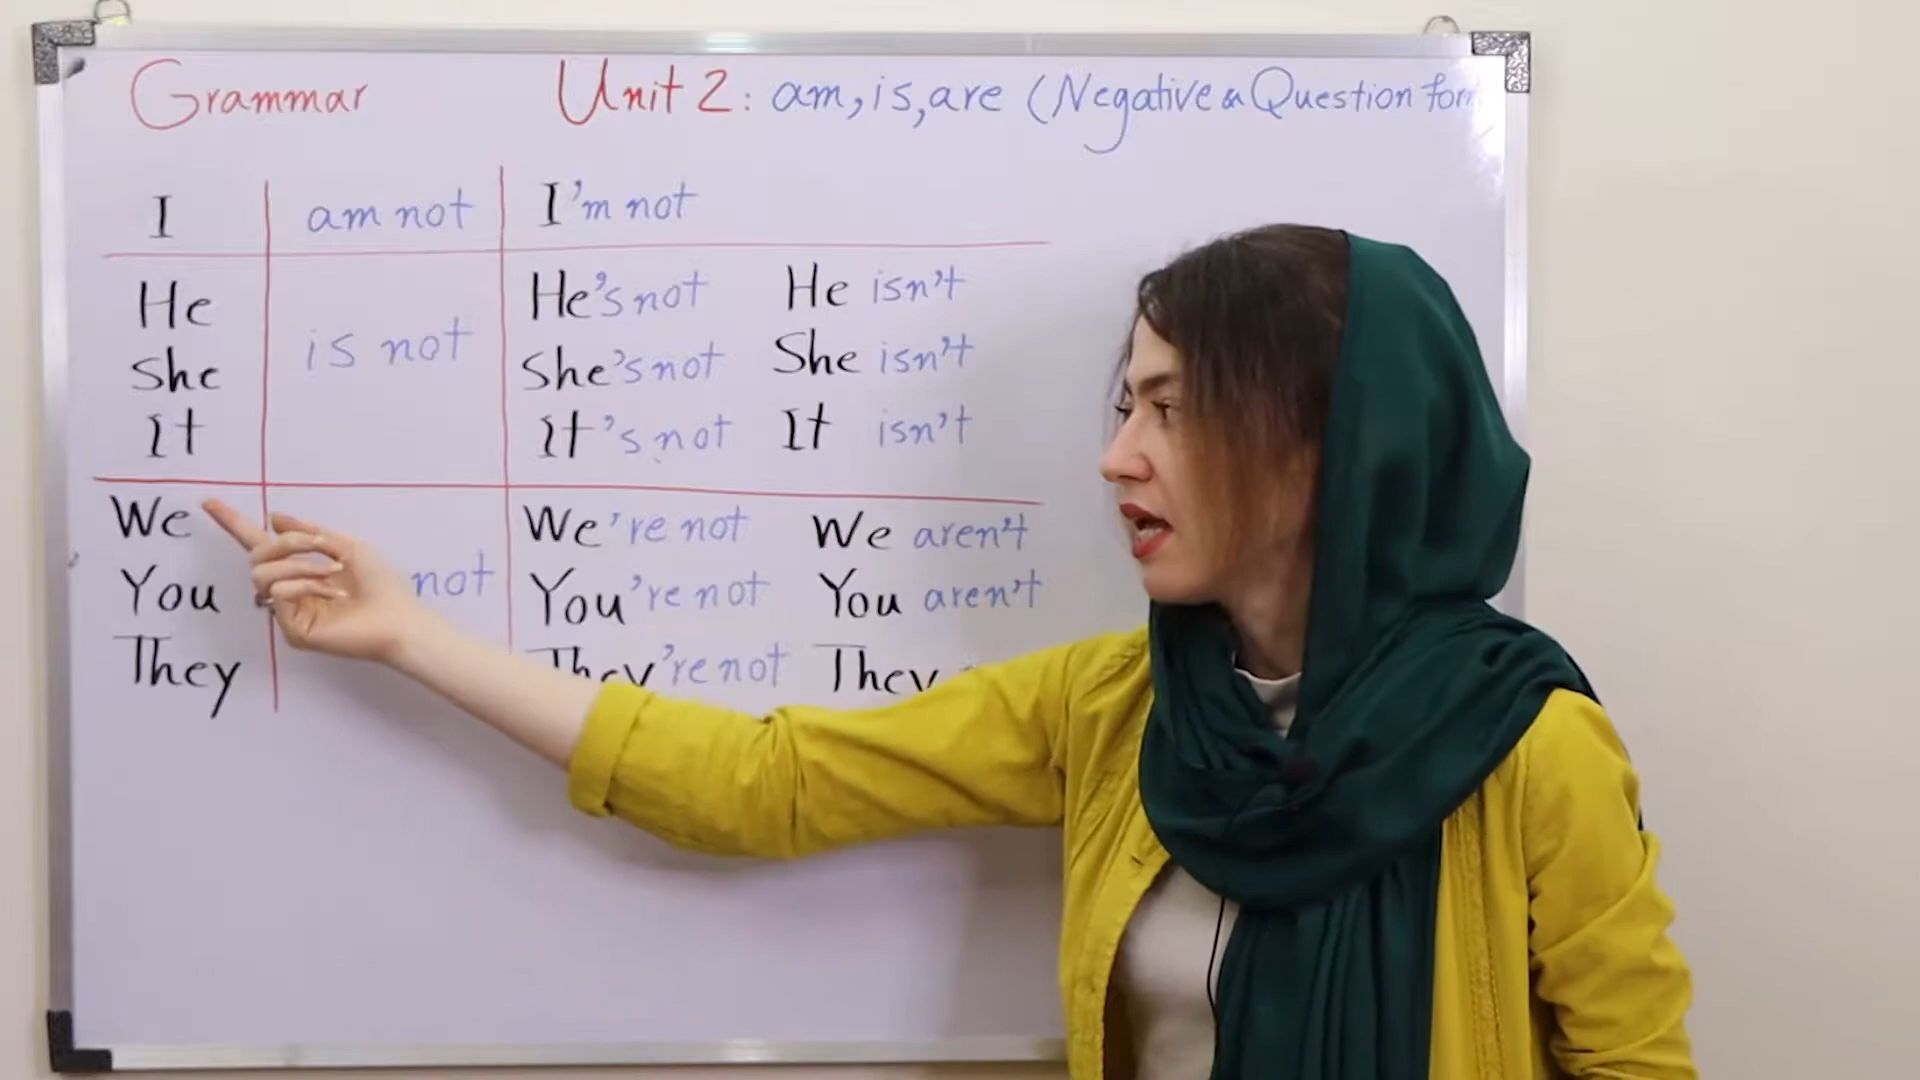 Grammar Unit 2: am, is, are (Negative & Question form
I am not I'm not
He He's not He isn't
is not
She She's not She isn't
It It's not It isn't
We We're not We aren't
not
You You're not You aren't
They They're not They